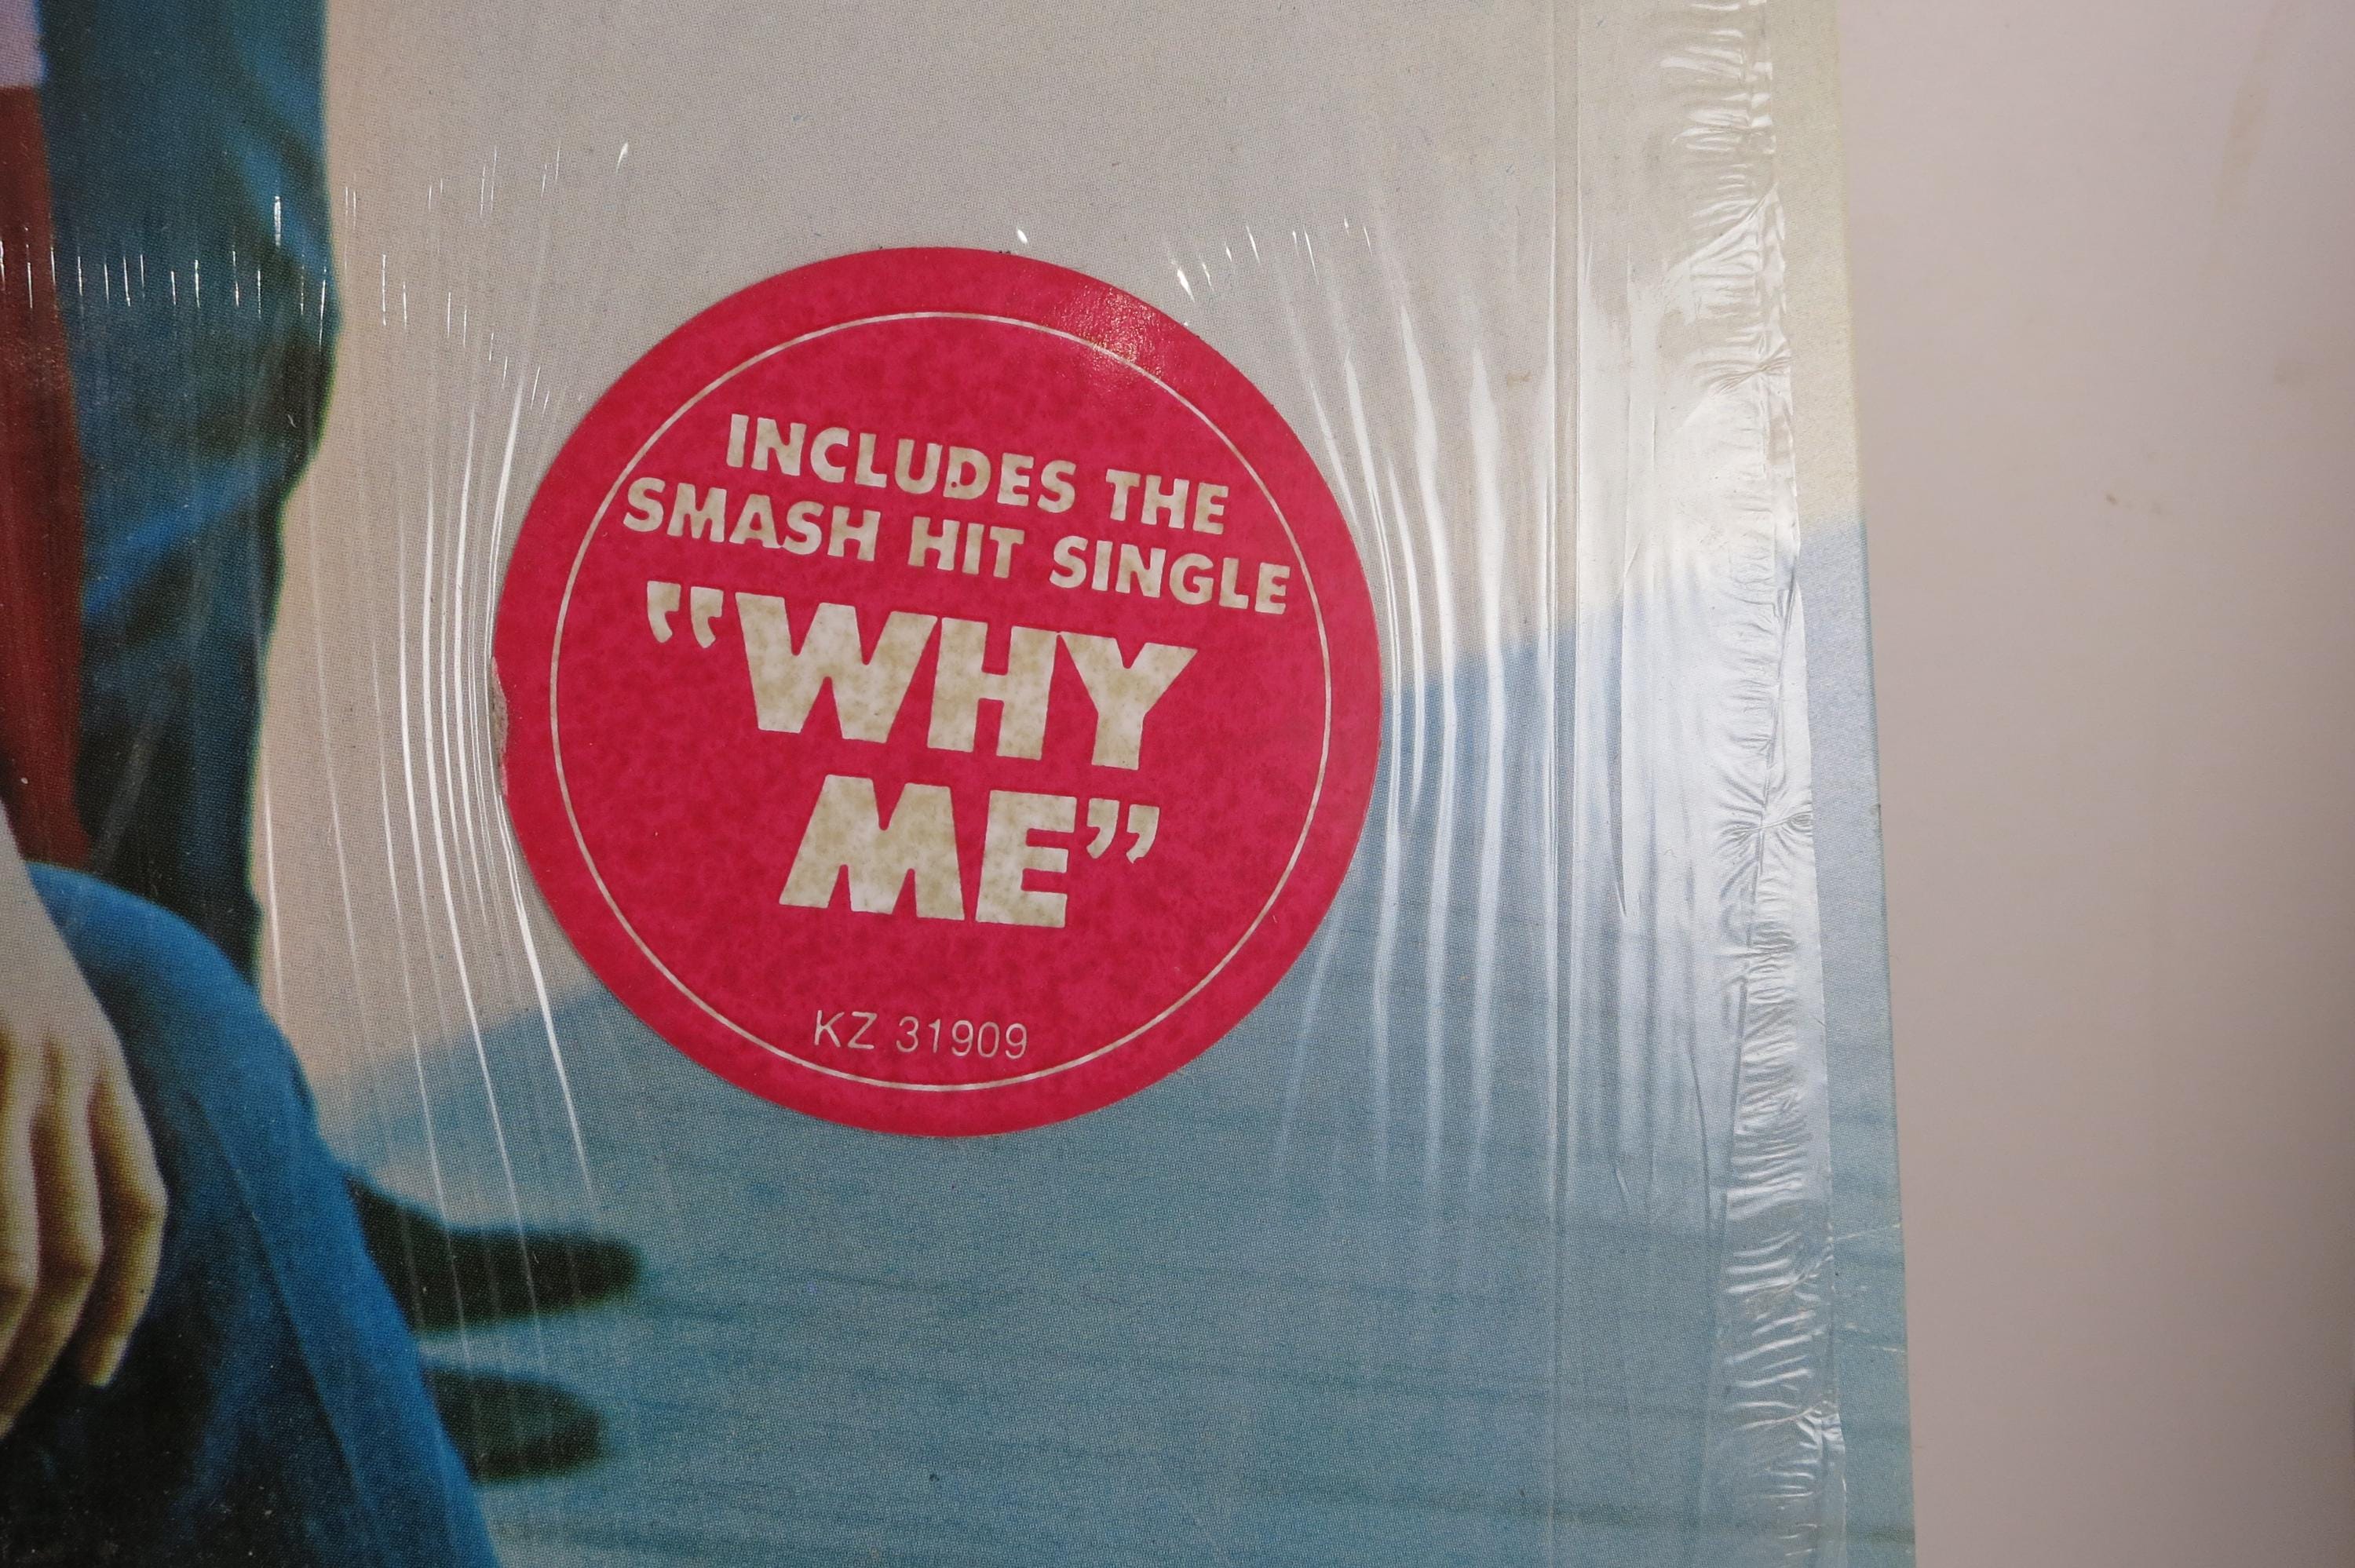 INCLUDES THE
SMASH HIT SINGLE
“WHY
ME”
KZ 31909